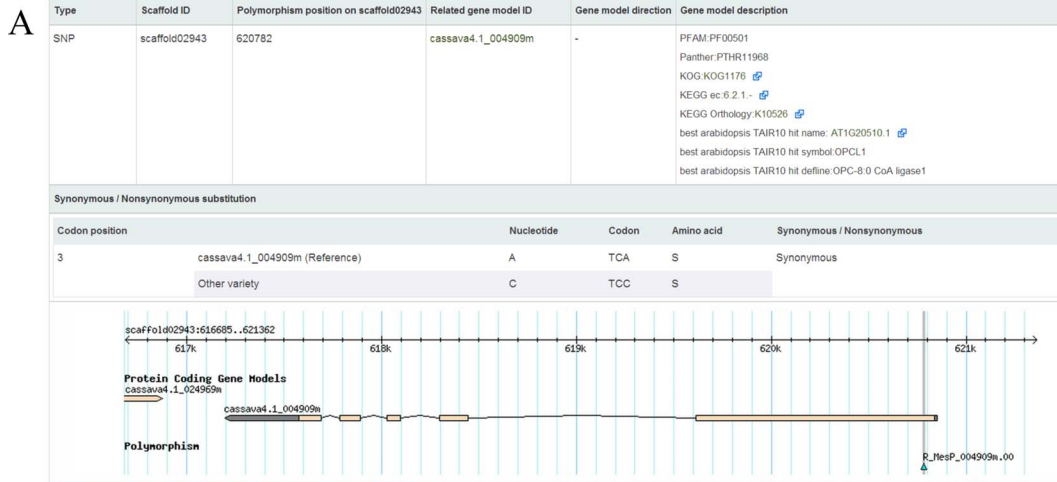 A
Type Scaffold ID Polymorphism position on scaffold02943 Related gene model ID Gene model direction Gene model description
SNP scaffold02943 620782 cassava4.1_004909m - PFAM:PF00501
Panther:PTHR11968
KOG:KOG1176
KEGG ec:6.2.1.-
KEGG Orthology:K10526
best arabidopsis TAIR10 hit name: AT1G20510.1
best arabidopsis TAIR10 hit symbol:OPCL1
best arabidopsis TAIR10 hit defline:OPC-8:0 CoA ligase1
Synonymous / Nonsynonymous substitution
Codon position Nucleotide Codon Amino acid Synonymous / Nonsynonymous
3 cassava4.1_004909m (Reference) A TCA S Synonymous
Other variety C TCC S
scaffold02943:616685..621362
617k 618k 619k 620k 621k
Protein Coding Gene Models
cassava4.1_024969m
cassava4.1_004909m
Polymorphism
R_MesP_004909m.00